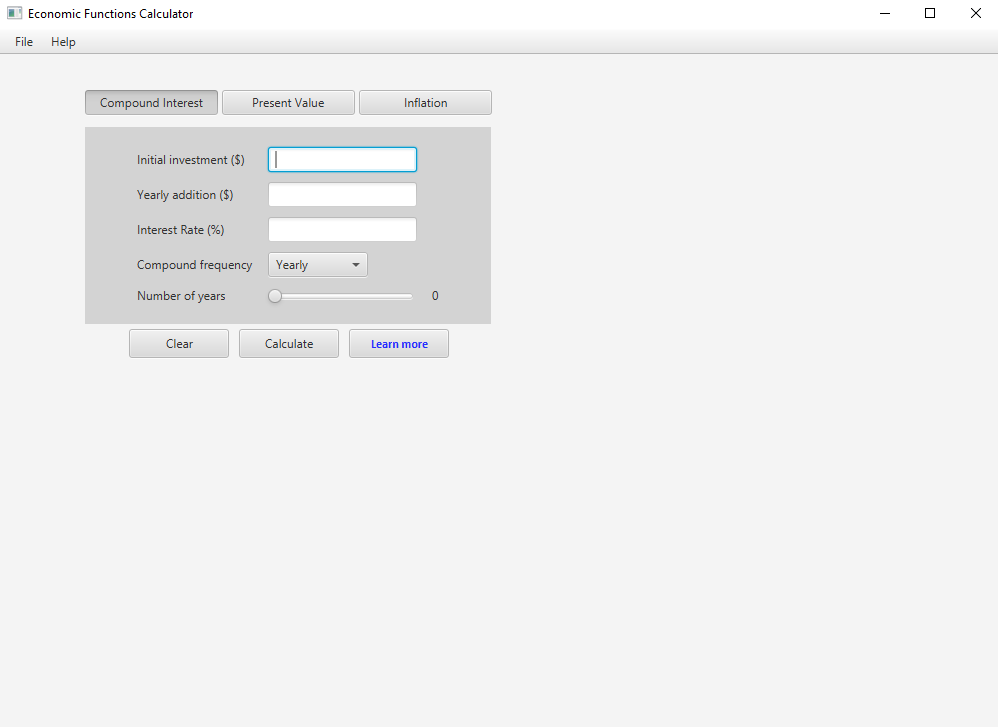 Economic Functions Calculator
File Help
Compound Interest Present Value Inflation
Initial investment ($)
Yearly addition ($)
Interest Rate (%)
Compound frequency Yearly
Number of years 0
Clear Calculate Learn more